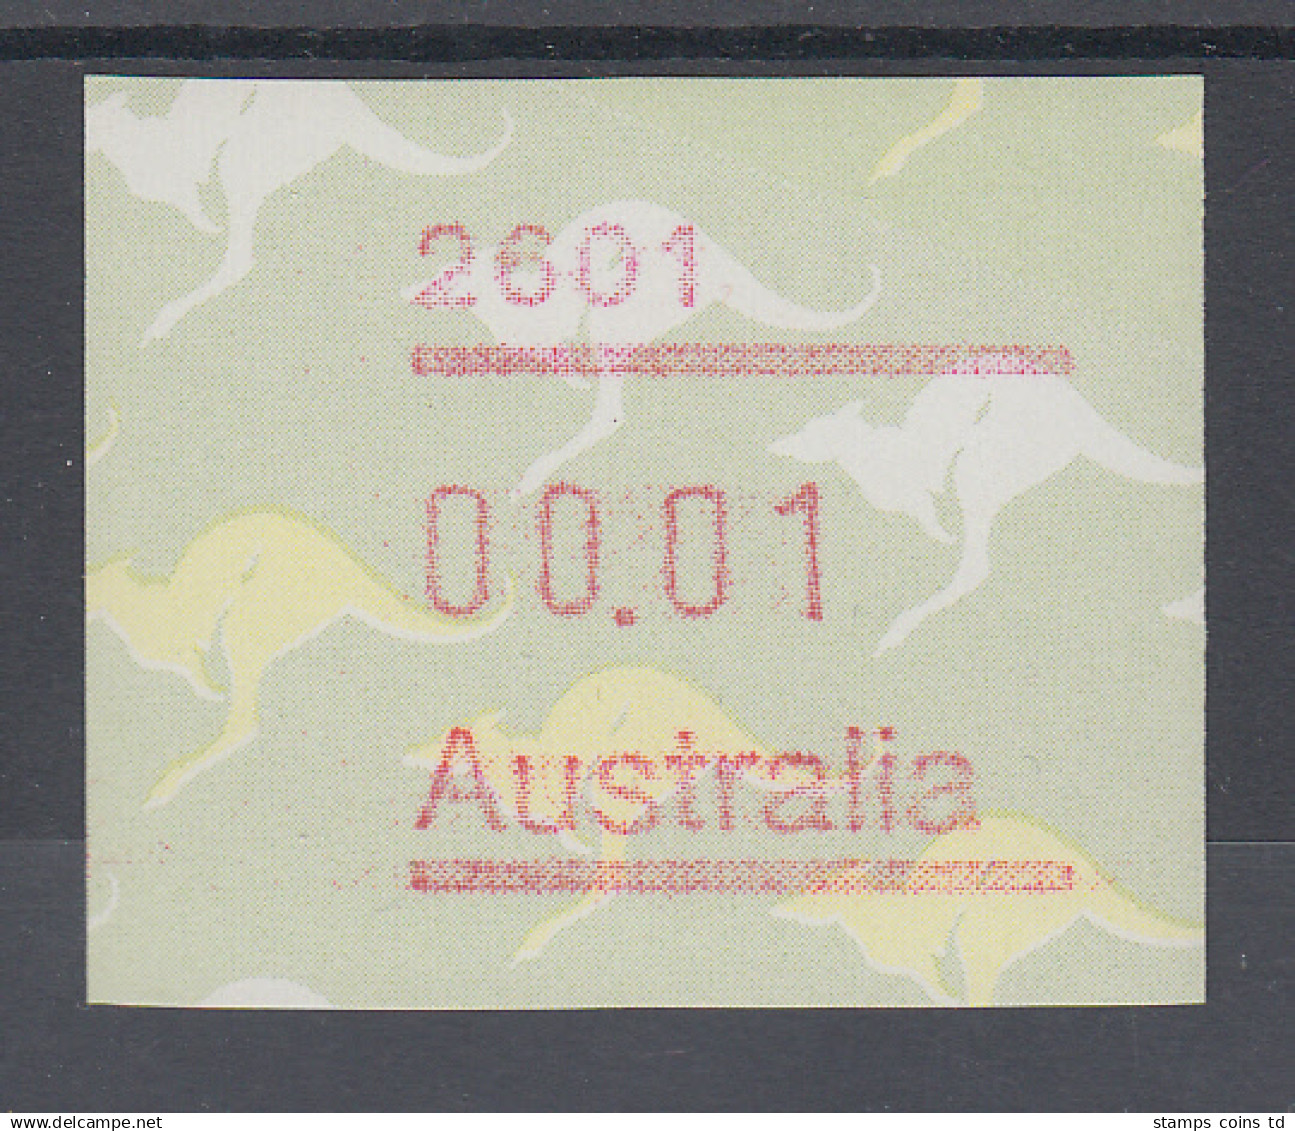 2601
00.01
Australia
www.delcampe.net
stamps coins td